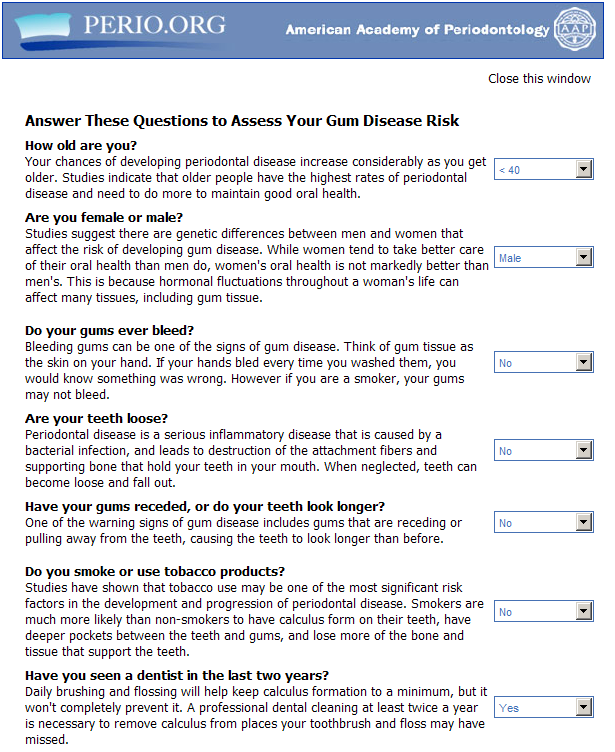 PERIO.ORG
American Academy of Periodontology
AAP
Close this window
Answer These Questions to Assess Your Gum Disease Risk
How old are you?
Your chances of developing periodontal disease increase considerably as you get
older. Studies indicate that older people have the highest rates of periodontal
disease and need to do more to maintain good oral health.
< 40
Are you female or male?
Studies suggest there are genetic differences between men and women that
affect the risk of developing gum disease. While women tend to take better care
of their oral health than men do, women's oral health is not markedly better than
men's. This is because hormonal fluctuations throughout a woman's life can
affect many tissues, including gum tissue.
Male
Do your gums ever bleed?
Bleeding gums can be one of the signs of gum disease. Think of gum tissue as
the skin on your hand. If your hands bled every time you washed them, you
would know something was wrong. However if you are a smoker, your gums
may not bleed.
No
Are your teeth loose?
Periodontal disease is a serious inflammatory disease that is caused by a
bacterial infection, and leads to destruction of the attachment fibers and
supporting bone that hold your teeth in your mouth. When neglected, teeth can
become loose and fall out.
No
Have your gums receded, or do your teeth look longer?
One of the warning signs of gum disease includes gums that are receding or
pulling away from the teeth, causing the teeth to look longer than before.
No
Do you smoke or use tobacco products?
Studies have shown that tobacco use may be one of the most significant risk
factors in the development and progression of periodontal disease. Smokers are
much more likely than non-smokers to have calculus form on their teeth, have
deeper pockets between the teeth and gums, and lose more of the bone and
tissue that support the teeth.
No
Have you seen a dentist in the last two years?
Daily brushing and flossing will help keep calculus formation to a minimum, but it
won't completely prevent it. A professional dental cleaning at least twice a year
is necessary to remove calculus from places your toothbrush and floss may have
missed.
Yes